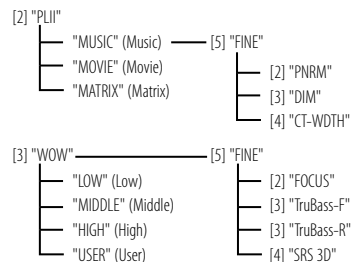 [2] "PLII"
"MUSIC" (Music) [5] "FINE"
"MOVIE" (Movie) [2] "PNRM"
"MATRIX" (Matrix) [3] "DIM"
[4] "CT-WDTH"
[3] "WOW" [5] "FINE"
"LOW" (Low) [2] "FOCUS"
"MIDDLE" (Middle) [3] "TruBass-F"
"HIGH" (High) [3] "TruBass-R"
"USER" (User) [4] "SRS 3D"